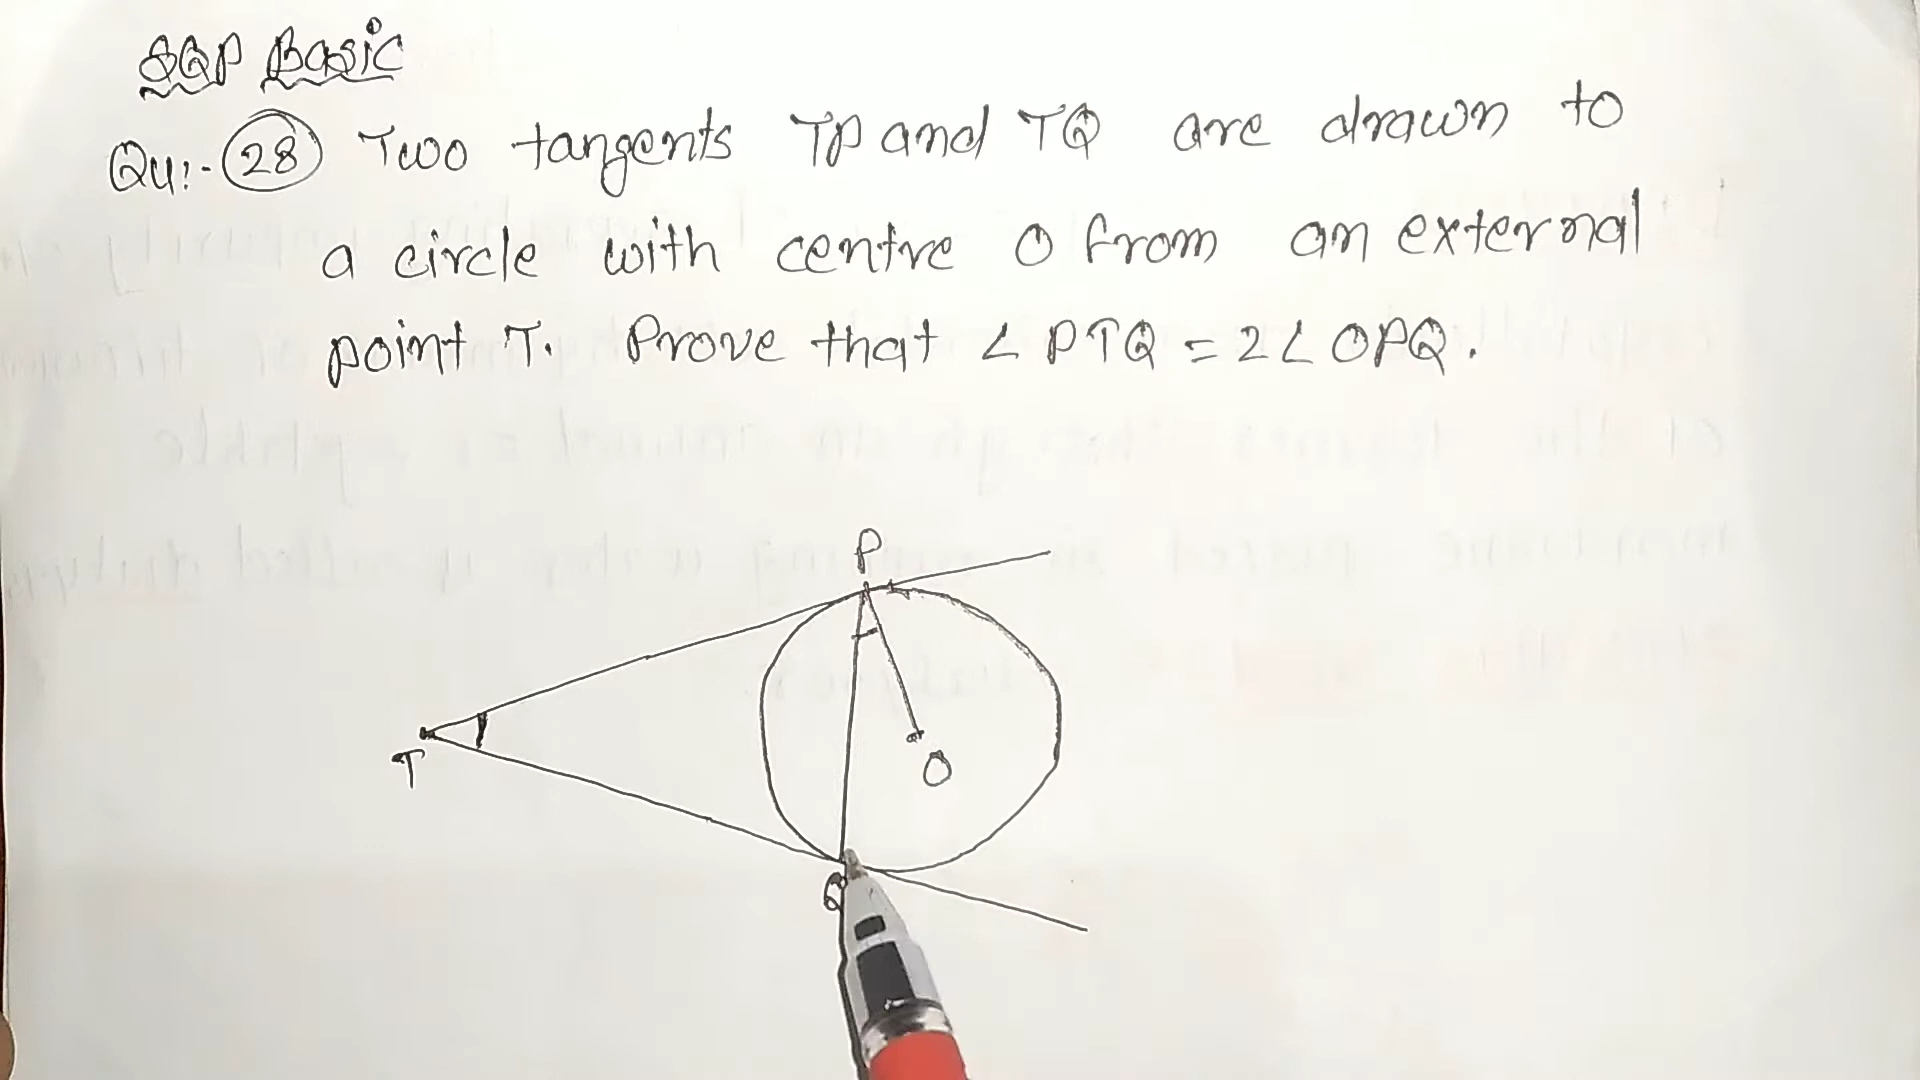 SQP Basic
Qu:- 28 Two tangents TP and TQ are drawn to
a circle with centre O from an external
point T. Prove that ∠PTQ = 2∠OPQ.
P
T
O
Q